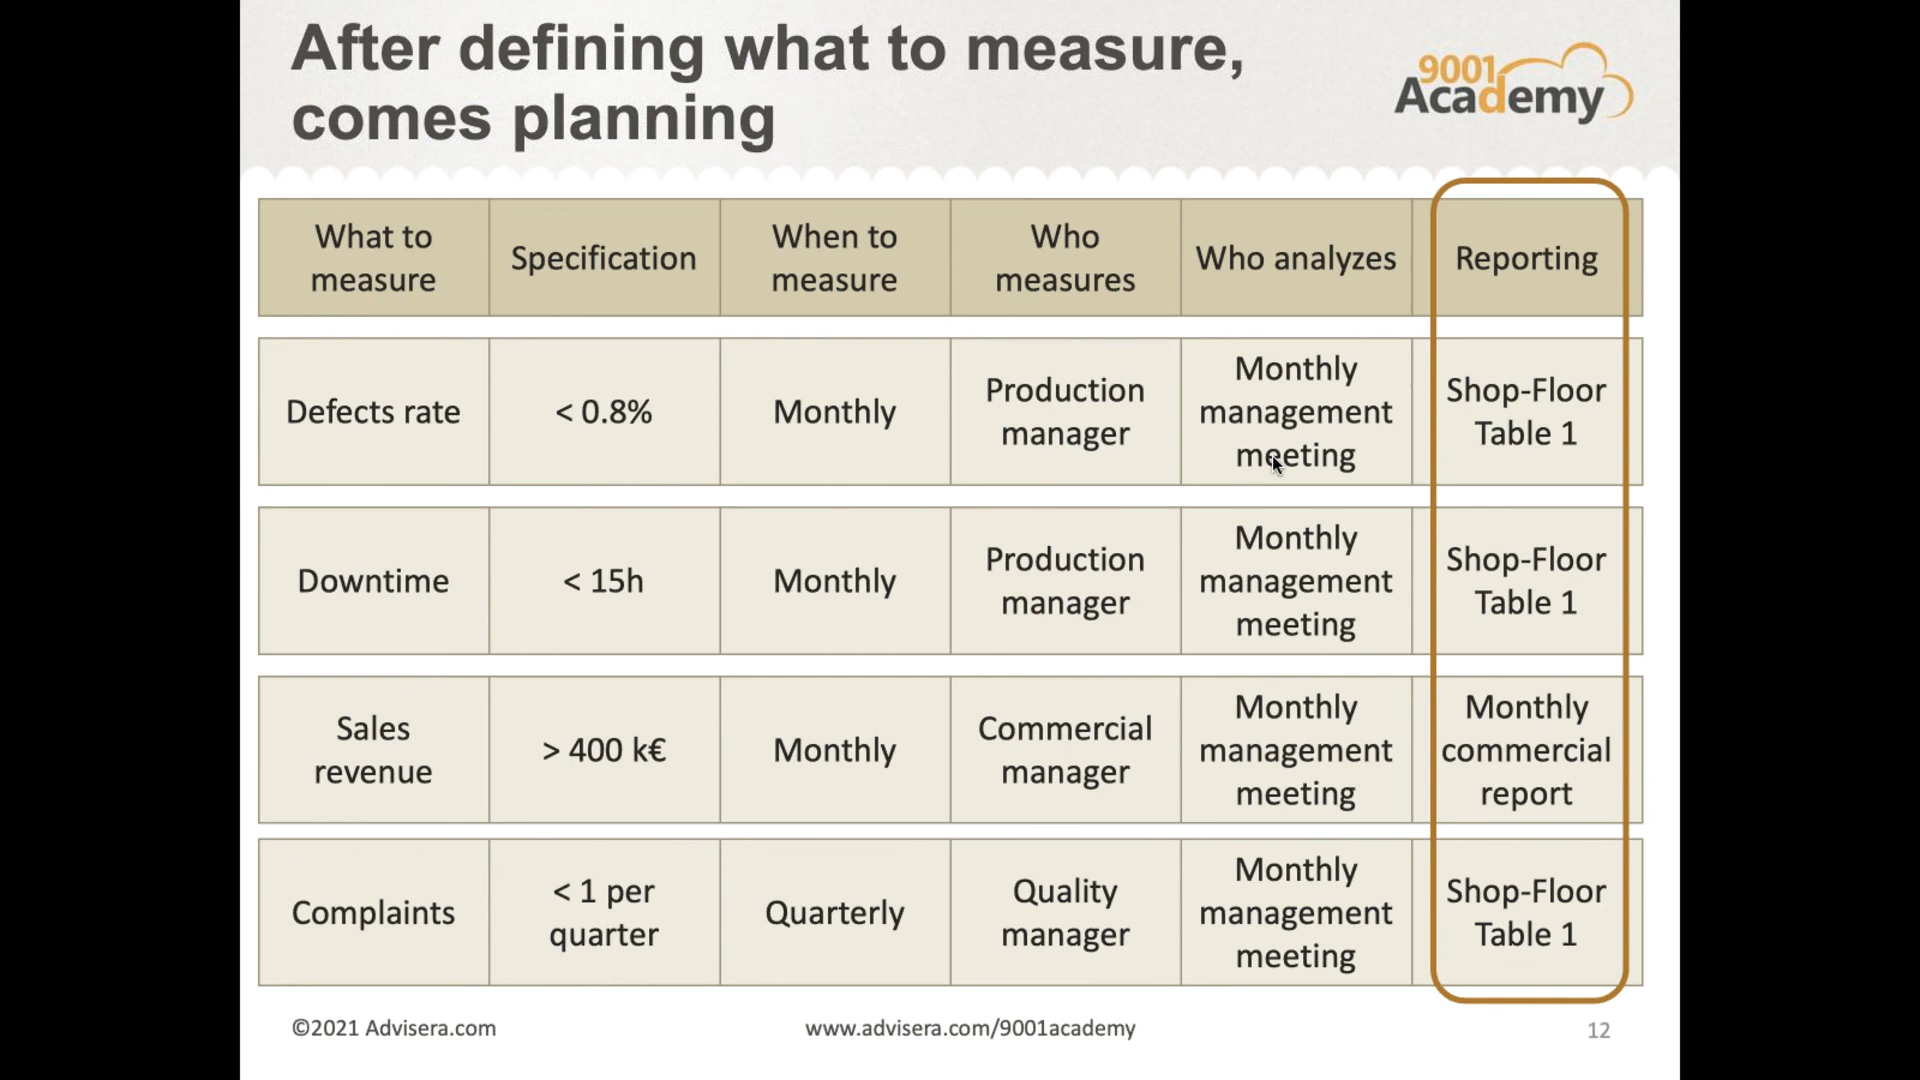 After defining what to measure,
comes planning
9001
Academy
What to
measure
Specification
When to
measure
Who
measures
Who analyzes
Reporting
Defects rate
< 0.8%
Monthly
Production
manager
Monthly
management
meeting
Shop-Floor
Table 1
Downtime
< 15h
Monthly
Production
manager
Monthly
management
meeting
Shop-Floor
Table 1
Sales
revenue
> 400 k€
Monthly
Commercial
manager
Monthly
management
meeting
Monthly
commercial
report
Complaints
< 1 per
quarter
Quarterly
Quality
manager
Monthly
management
meeting
Shop-Floor
Table 1
©2021 Advisera.com
www.advisera.com/9001academy
12